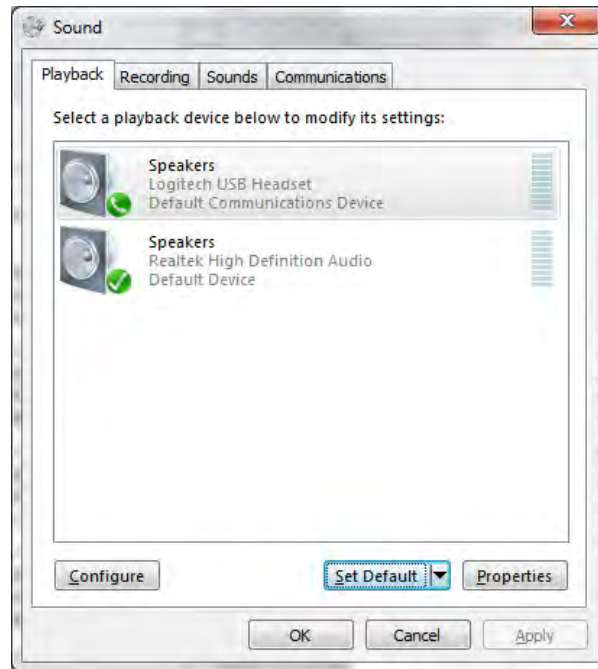 Sound
Playback Recording Sounds Communications
Select a playback device below to modify its settings:
Speakers
Logitech USB Headset
Default Communications Device
Speakers
Realtek High Definition Audio
Default Device
Configure Set Default Properties
OK Cancel Apply